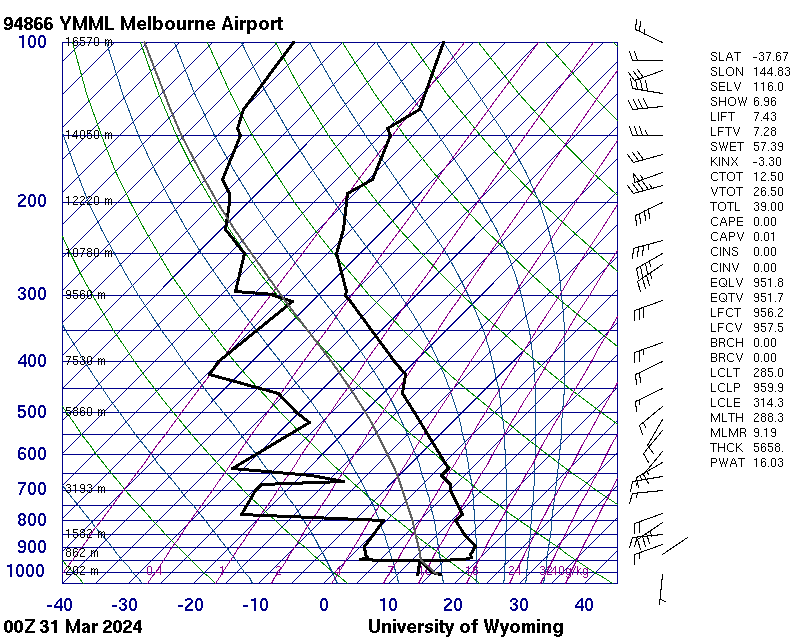 94866 YMML Melbourne Airport
100
16570 m
14050 m
200
12220 m
10780 m
300
9560 m
400
7530 m
500
5860 m
600
700
3193 m
800
1582 m
900
862 m
1000
202 m
0.4
1
2
4
7
10
16
24
32
40g/kg
-40 -30 -20 -10 0 10 20 30 40
00Z 31 Mar 2024
University of Wyoming
SLAT -37.67
SLON 144.83
SELV 116.0
SHOW 6.96
LIFT 7.43
LFTV 7.28
SWET 57.39
KINX -3.30
CTOT 12.50
VTOT 26.50
TOTL 39.00
CAPE 0.00
CAPV 0.01
CINS 0.00
CINV 0.00
EQLV 951.8
EQTV 951.7
LFCT 956.2
LFCV 957.5
BRCH 0.00
BRCV 0.00
LCLT 285.0
LCLP 959.9
LCLE 314.3
MLTH 288.3
MLMR 9.19
THCK 5658.
PWAT 16.03